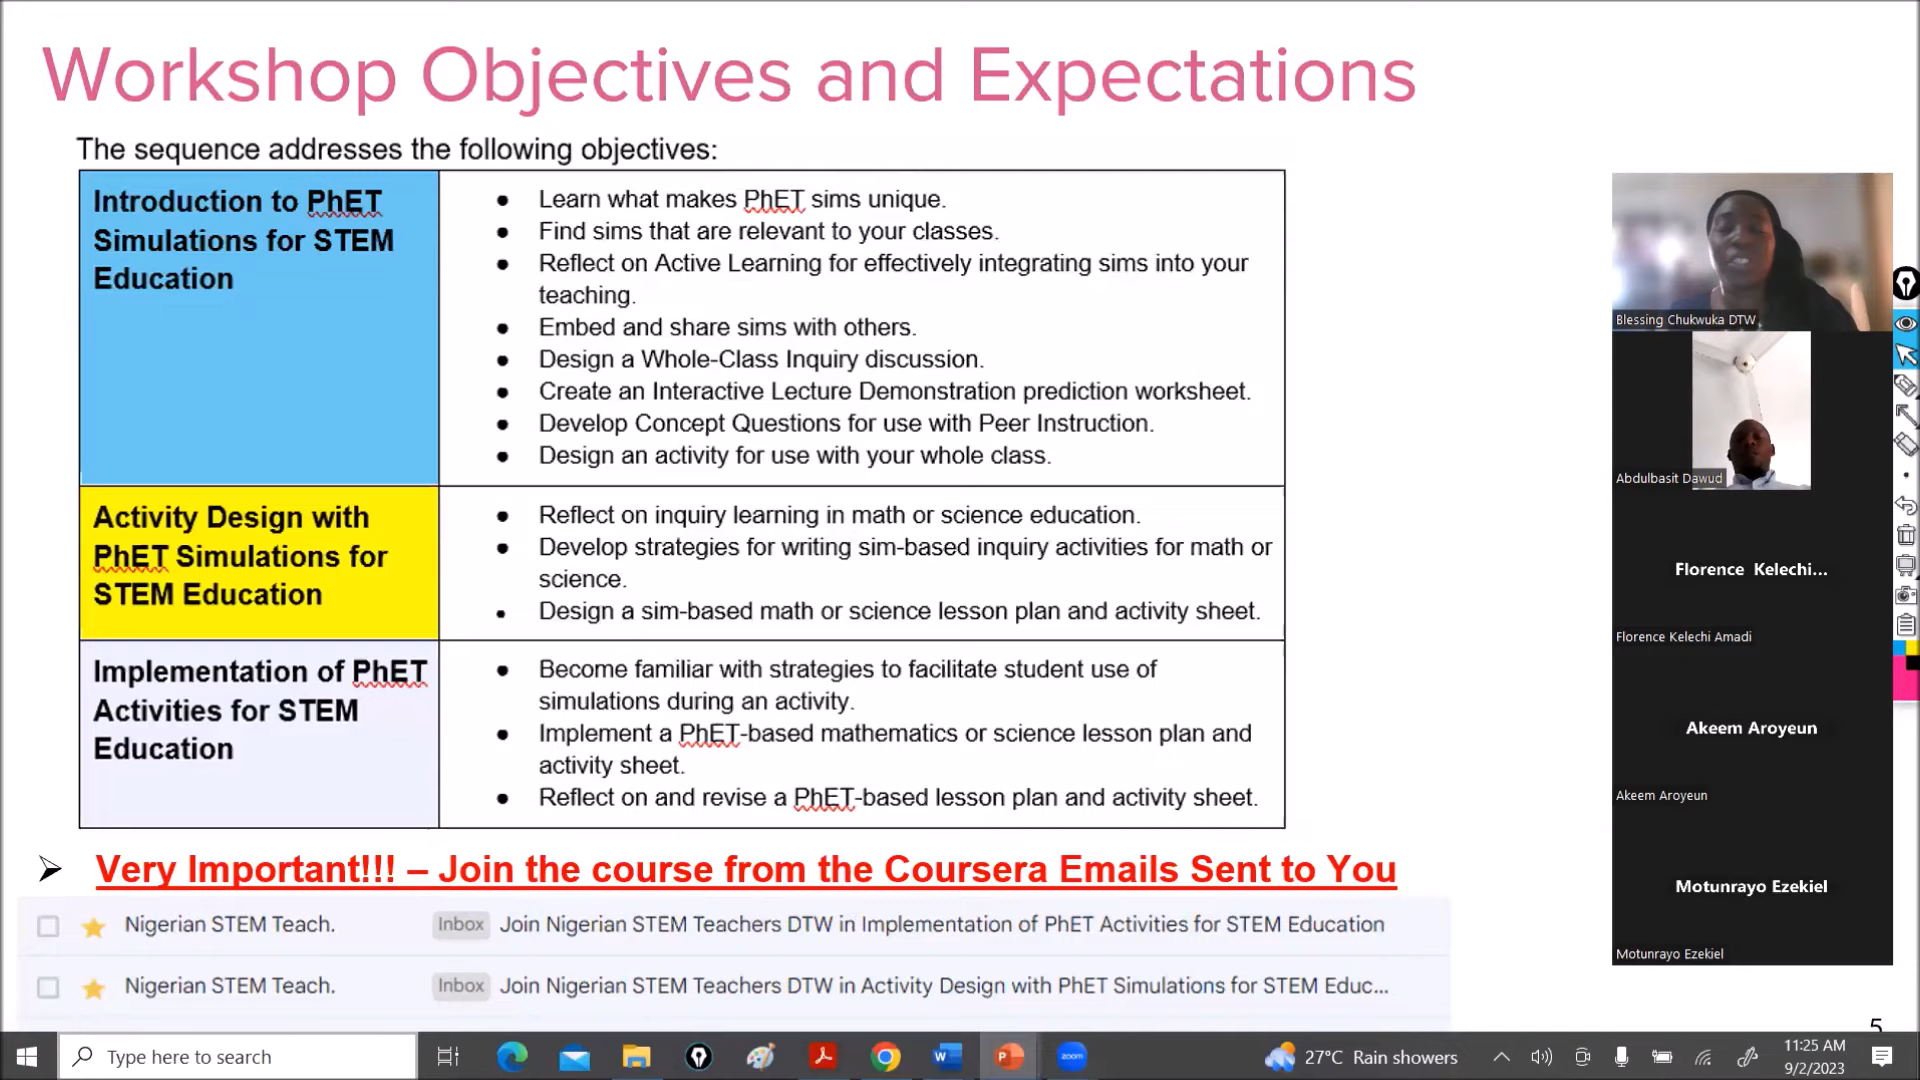 Workshop Objectives and Expectations
The sequence addresses the following objectives:
Introduction to PhET
Simulations for STEM
Education
● Learn what makes PhET sims unique.
● Find sims that are relevant to your classes.
● Reflect on Active Learning for effectively integrating sims into your
teaching.
● Embed and share sims with others.
● Design a Whole-Class Inquiry discussion.
● Create an Interactive Lecture Demonstration prediction worksheet.
● Develop Concept Questions for use with Peer Instruction.
● Design an activity for use with your whole class.
Activity Design with
PhET Simulations for
STEM Education
● Reflect on inquiry learning in math or science education.
● Develop strategies for writing sim-based inquiry activities for math or
science.
● Design a sim-based math or science lesson plan and activity sheet.
Implementation of PhET
Activities for STEM
Education
● Become familiar with strategies to facilitate student use of
simulations during an activity.
● Implement a PhET-based mathematics or science lesson plan and
activity sheet.
● Reflect on and revise a PhET-based lesson plan and activity sheet.
➢ Very Important!!! – Join the course from the Coursera Emails Sent to You
Nigerian STEM Teach. Inbox Join Nigerian STEM Teachers DTW in Implementation of PhET Activities for STEM Education
Nigerian STEM Teach. Inbox Join Nigerian STEM Teachers DTW in Activity Design with PhET Simulations for STEM Educ...
5
Blessing Chukwuka DTW
Abdulbasit Dawud
Florence Kelechi...
Florence Kelechi Amadi
Akeem Aroyeun
Akeem Aroyeun
Motunrayo Ezekiel
Motunrayo Ezekiel
Type here to search
W
P
zoom
27°C Rain showers
11:25 AM
9/2/2023